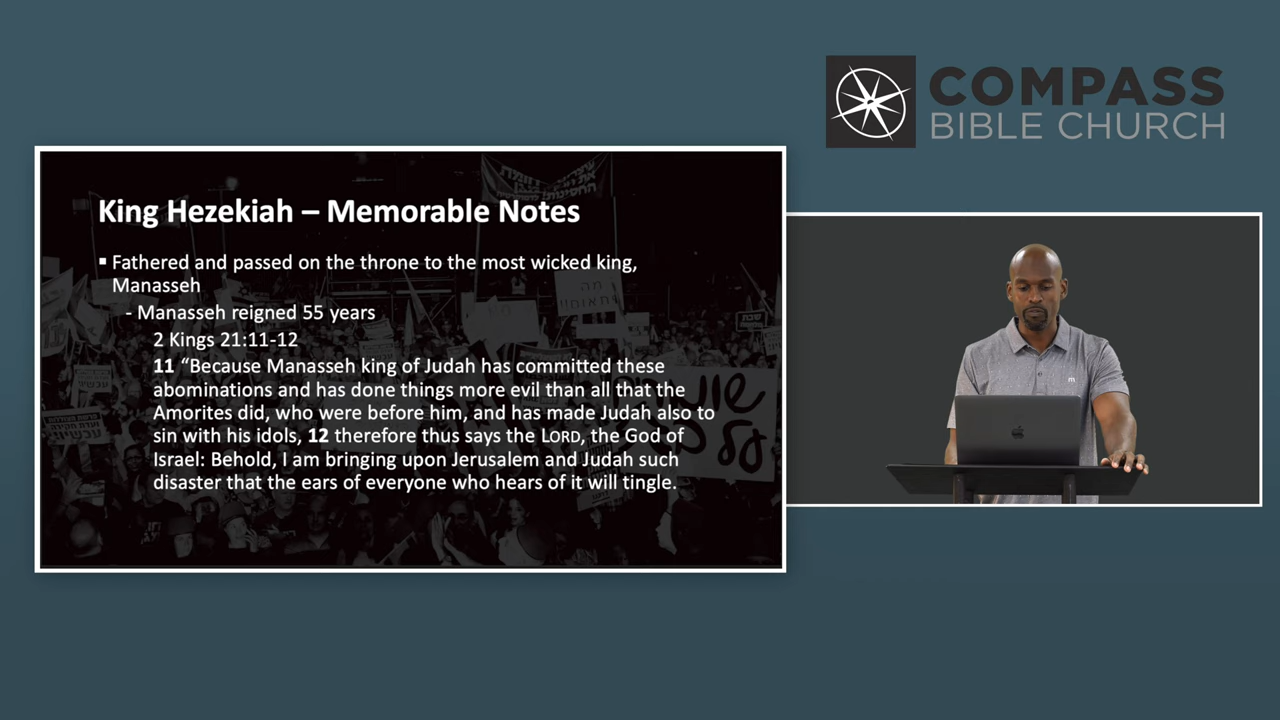 COMPASS
BIBLE CHURCH
King Hezekiah – Memorable Notes
▪ Fathered and passed on the throne to the most wicked king,
Manasseh
- Manasseh reigned 55 years
2 Kings 21:11-12
11 “Because Manasseh king of Judah has committed these
abominations and has done things more evil than all that the
Amorites did, who were before him, and has made Judah also to
sin with his idols, 12 therefore thus says the LORD, the God of
Israel: Behold, I am bringing upon Jerusalem and Judah such
disaster that the ears of everyone who hears of it will tingle.
m